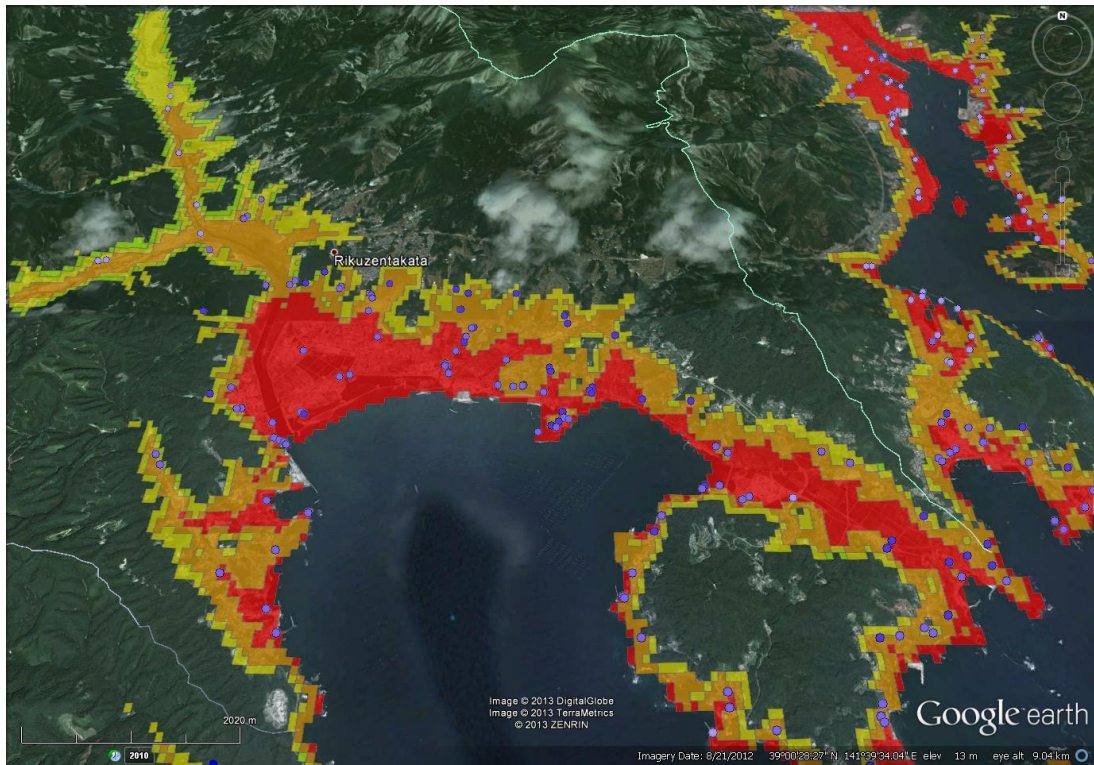 N
Rikuzentakata
Image © 2013 DigitalGlobe
Image © 2013 TerraMetrics
© 2013 ZENRIN
Google earth
2020 m
2010
Imagery Date: 8/21/2012 39°00'28.27" N 141°39'34.04" E elev 13 m eye alt 9.04 km